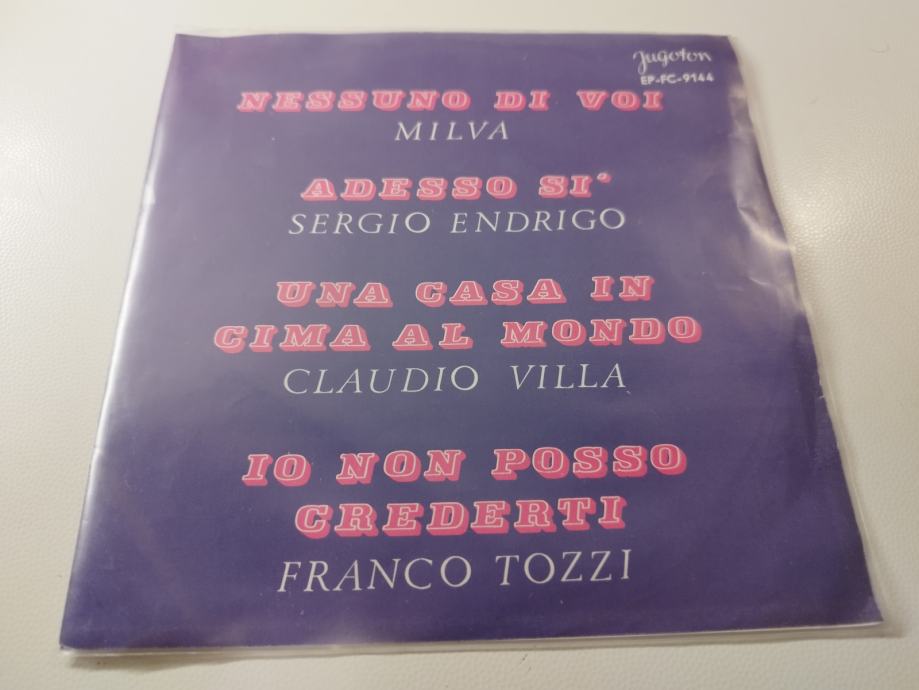 Jugoton
EP-FC-9144
NESSUNO DI VOI
MILVA
ADESSO SI'
SERGIO ENDRIGO
UNA CASA IN
CIMA AL MONDO
CLAUDIO VILLA
IO NON POSSO
CREDERTI
FRANCO TOZZI